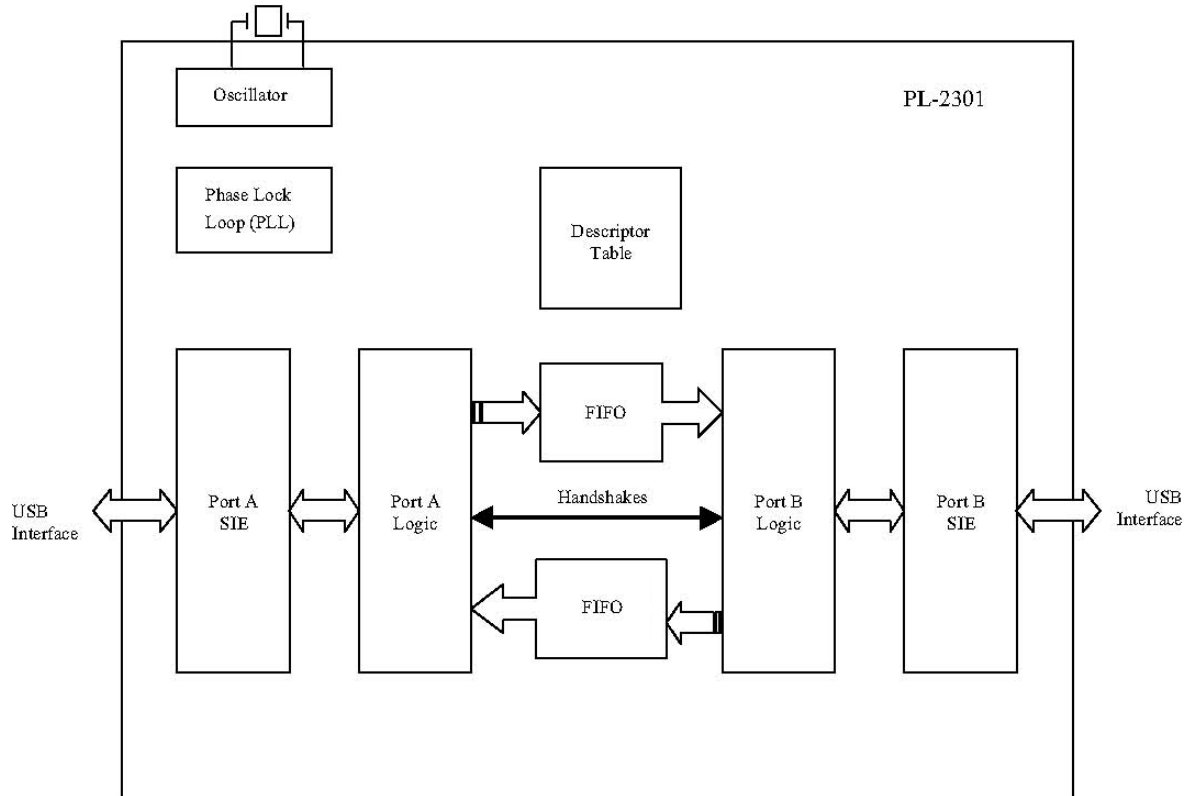 Oscillator
PL-2301
Phase Lock
Loop (PLL)
Descriptor
Table
FIFO
USB
Interface
Port A
SIE
Port A
Logic
Handshakes
Port B
Logic
Port B
SIE
USB
Interface
FIFO